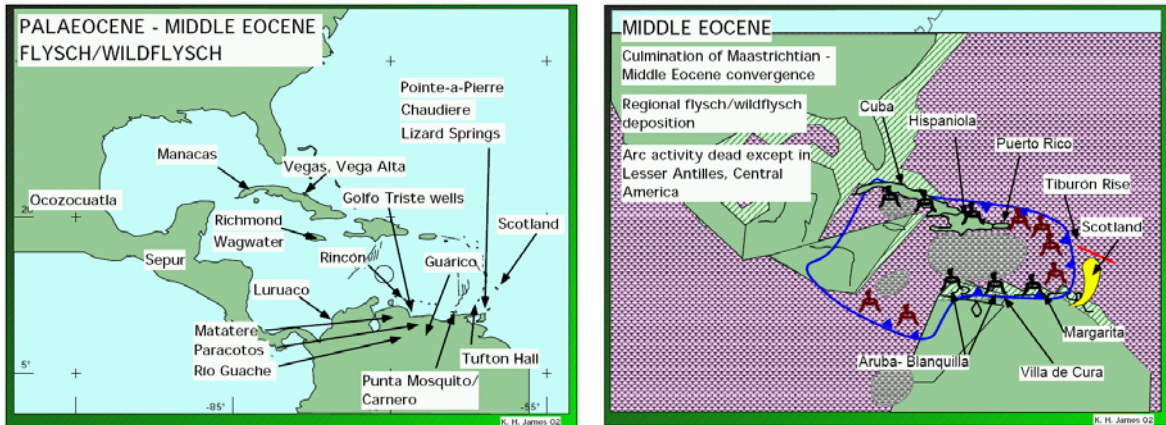 PALAEOCENE - MIDDLE EOCENE
FLYSCH/WILDFLYSCH
Pointe-a-Pierre
Chaudiere
Lizard Springs
Manacas
Vegas, Vega Alta
Golfo Triste wells
Ocozocuatla
20
Richmond
Wagwater
Scotland
Sepur
Rincón
Guárico
Luruaco
Matatere
Paracotos
Río Guache
Tufton Hall
5°
Punta Mosquito/
Carnero
-85°
-55°
K. H. James 02
MIDDLE EOCENE
Culmination of Maastrichtian -
Middle Eocene convergence
Regional flysch/wildflysch
deposition
Arc activity dead except in
Lesser Antilles, Central
America
Cuba
Hispaniola
Puerto Rico
Tiburón Rise
Scotland
Margarita
Aruba- Blanquilla
Villa de Cura
K. H. James 02